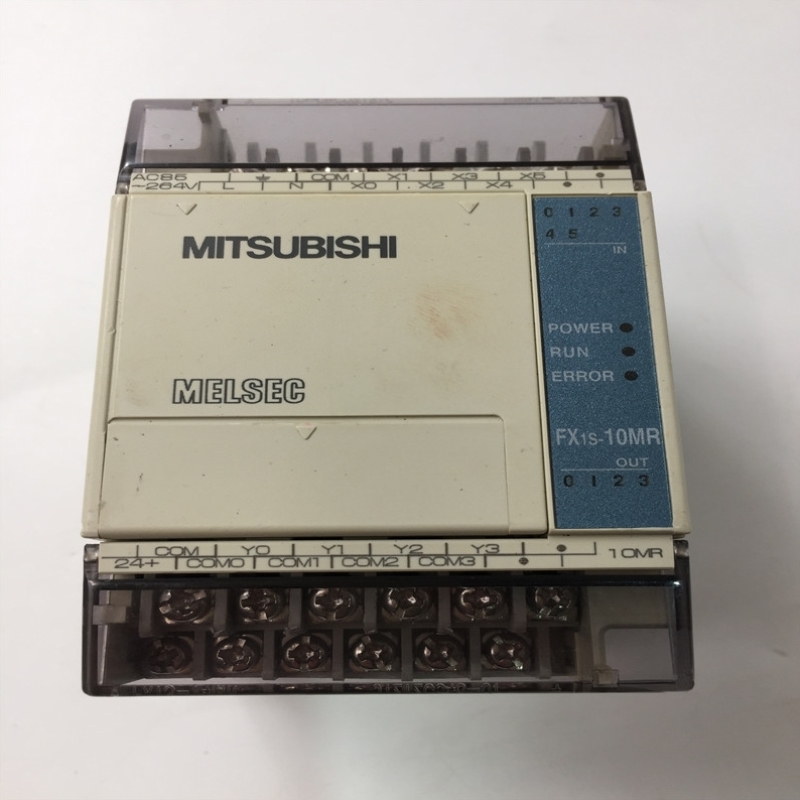 AC85 COM X1 X3 X5
~264V L N X0 X2 X4
0 1 2 3
4 5
IN
MITSUBISHI
POWER
RUN
ERROR
MELSEC
FX1S-10MR
OUT
0 1 2 3
COM Y0 Y1 Y2 Y3
24+ COM0 COM1 COM2 COM3
10MR